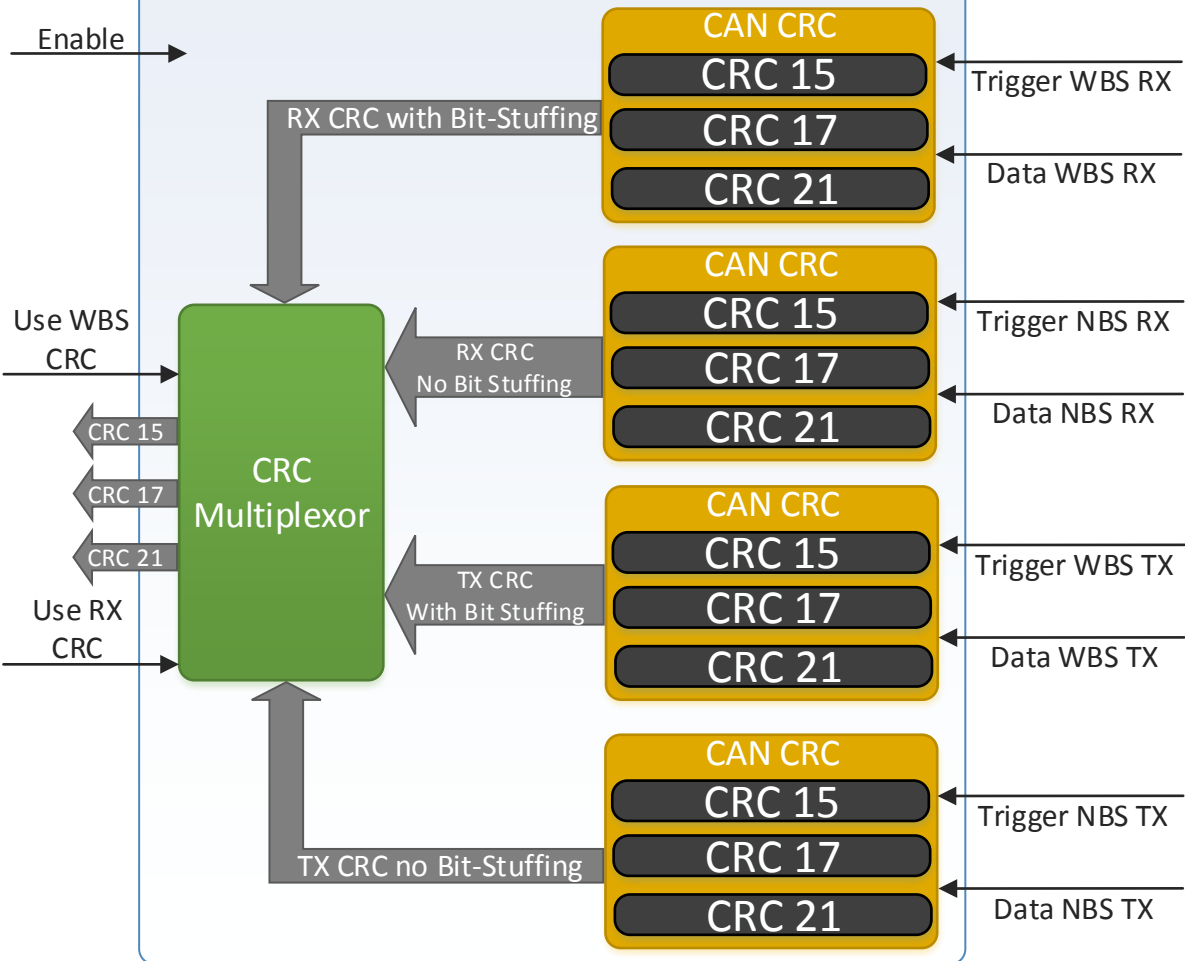 Enable
CAN CRC
CRC 15
CRC 17
CRC 21
Trigger WBS RX
Data WBS RX
RX CRC with Bit-Stuffing
CAN CRC
CRC 15
CRC 17
CRC 21
Trigger NBS RX
Data NBS RX
RX CRC
No Bit Stuffing
Use WBS
CRC
CRC 15
CRC 17
CRC 21
Use RX
CRC
CRC
Multiplexor
CAN CRC
CRC 15
CRC 17
CRC 21
Trigger WBS TX
Data WBS TX
TX CRC
With Bit Stuffing
CAN CRC
CRC 15
CRC 17
CRC 21
Trigger NBS TX
Data NBS TX
TX CRC no Bit-Stuffing